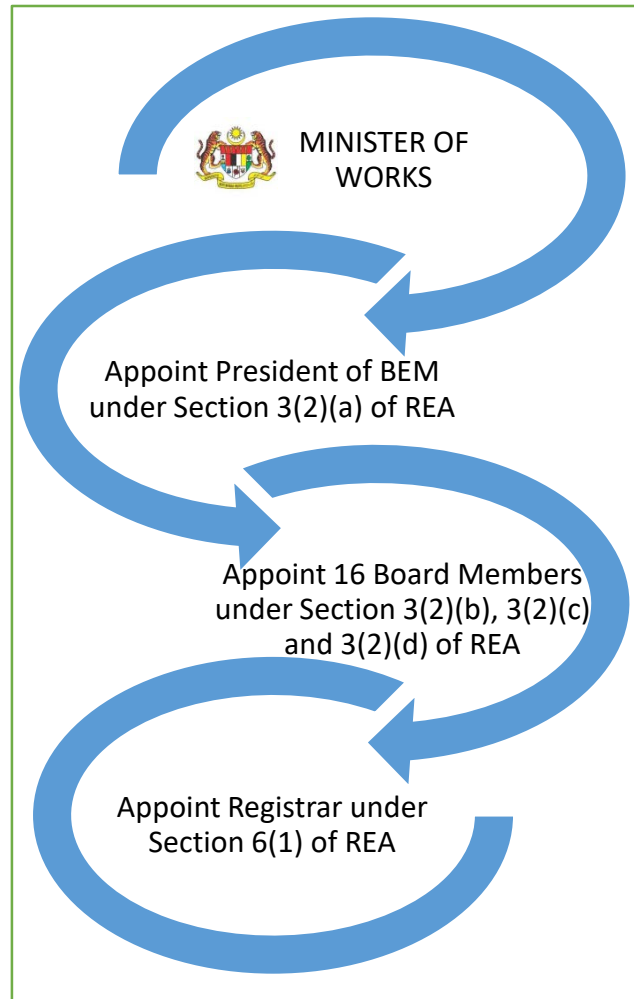 MINISTER OF
WORKS
Appoint President of BEM
under Section 3(2)(a) of REA
Appoint 16 Board Members
under Section 3(2)(b), 3(2)(c)
and 3(2)(d) of REA
Appoint Registrar under
Section 6(1) of REA